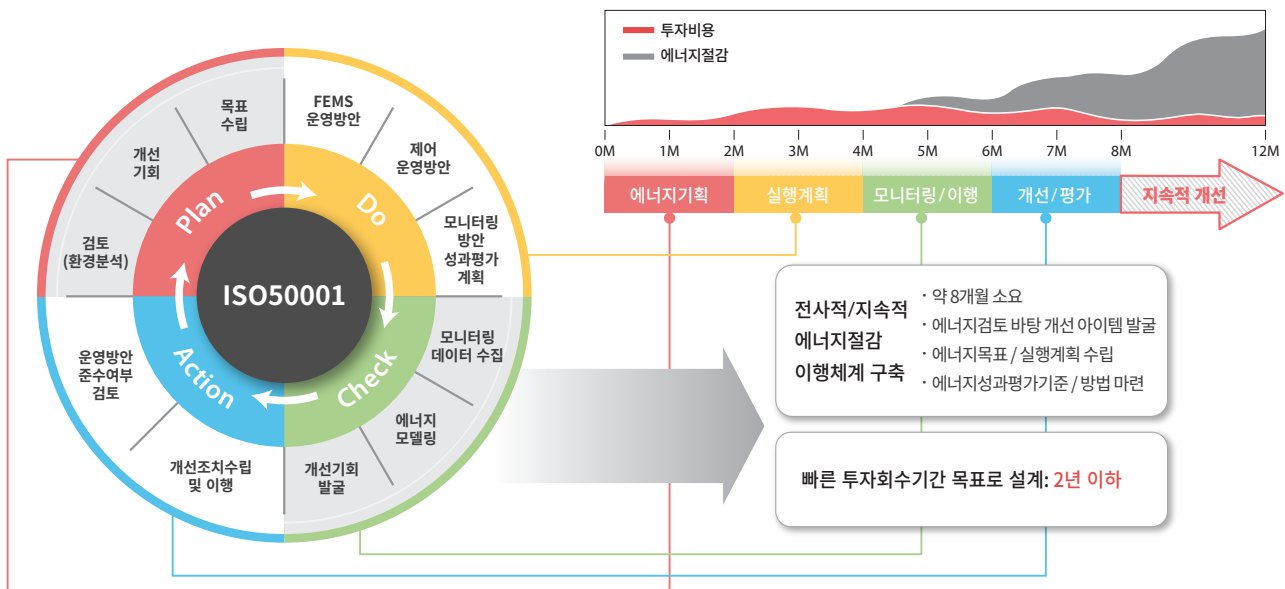 투자비용
에너지절감
0M 1M 2M 3M 4M 5M 6M 7M 8M 12M
에너지기획 실행계획 모니터링/이행 개선/평가 지속적 개선
ISO50001
Plan
검토
(환경분석)
개선
기회
목표
수립
Do
FEMS
운영방안
제어
운영방안
모니터링
방안
성과평가
계획
Check
모니터링
데이터 수집
에너지
모델링
개선기회
발굴
Action
개선조치수립
및 이행
운영방안
준수여부
검토
전사적/지속적
에너지절감
이행체계 구축
· 약 8개월 소요
· 에너지검토 바탕 개선 아이템 발굴
· 에너지목표 / 실행계획 수립
· 에너지성과평가기준 / 방법 마련
빠른 투자회수기간 목표로 설계: 2년 이하